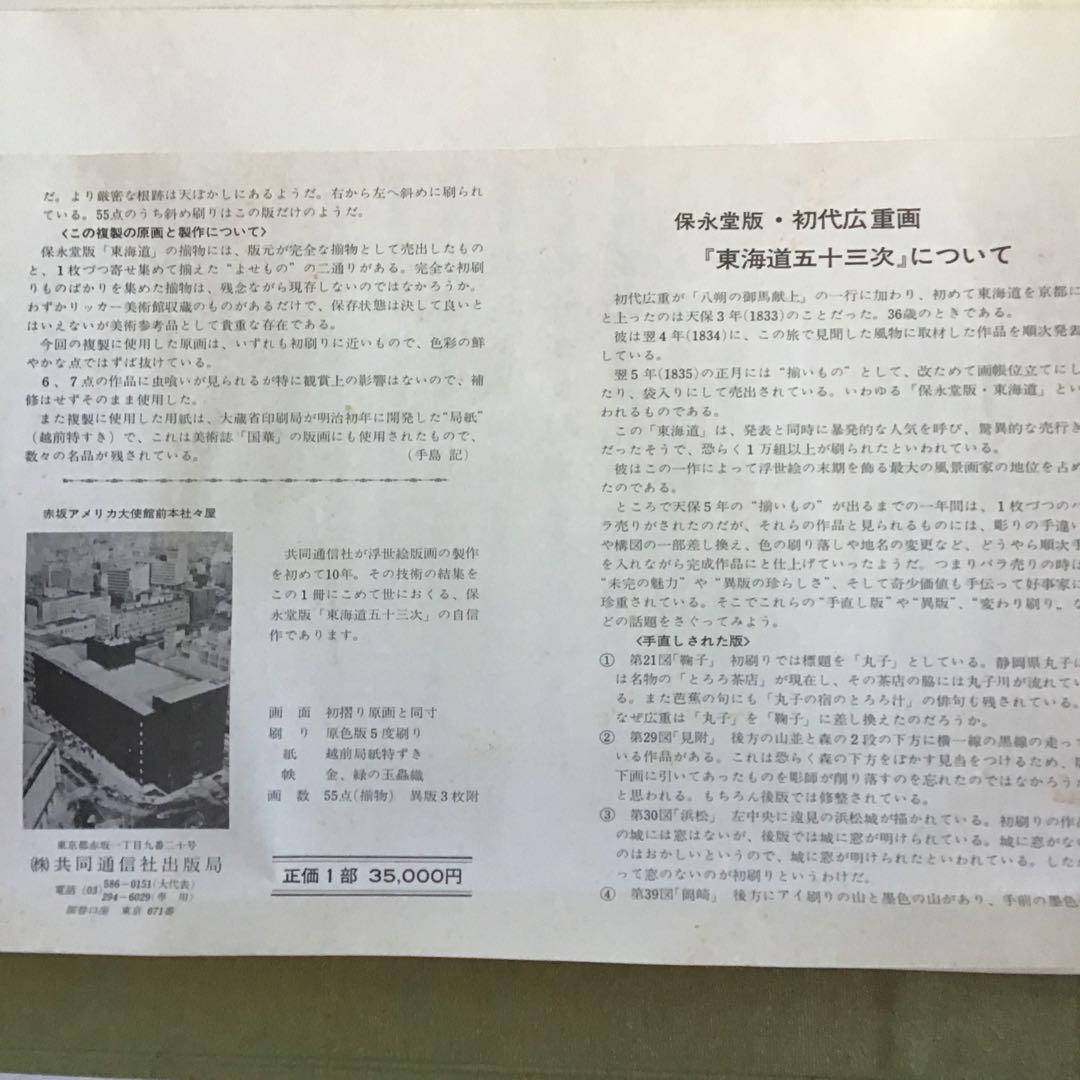 だ。より厳密な根跡は天ぼかしにあるようだ。右から左へ斜めに刷られ
ている。55点のうち斜め刷りはこの版だけのようだ。
〈この複製の原画と製作について〉
保永堂版「東海道」の揃物には、版元が完全な揃物として売出したもの
と、1枚づつ寄せ集めて揃えた“よせもの”の二通りがある。完全な初刷
りものばかりを集めた揃物は、残念ながら現存しないのではなかろうか。
わずかリッカー美術館収蔵のものがあるだけで、保存状態は決して良いと
はいえないが美術参考品として貴重な存在である。
今回の複製に使用した原画は、いずれも初刷りに近いもので、色彩の鮮
やかな点ではずば抜けている。
6、7点の作品に虫喰いが見られるが特に観賞上の影響はないので、補
修はせずそのまま使用した。
また複製に使用した用紙は、大蔵省印刷局が明治初年に開発した“局紙”
(越前特すき)で、これは美術誌「国華」の版画にも使用されたもので、
数々の名品が残されている。 (手島 記)
赤坂アメリカ大使館前本社々屋
共同通信社が浮世絵版画の製作
を初めて10年。その技術の結集を
この1冊にこめて世におくる、保
永堂版「東海道五十三次」の自信
作であります。
画 面 初摺り原画と同寸
刷 り 原色版5度刷り
紙 越前局紙特ずき
帙 金、緑の玉蟲織
画 数 55点(揃物) 異版3枚附
東京都赤坂一丁目九番二十号
㈱共同通信社出版局
電話(03)586-0151(大代表)
294-6029(専 用)
振替口座 東京 671番
正価1部 35,000円
保永堂版・初代広重画
『東海道五十三次』について
初代広重が「八朔の御馬献上」の一行に加わり、初めて東海道を京都に
と上ったのは天保3年(1833)のことだった。36歳のときである。
彼は翌4年(1834)に、この旅で見聞した風物に取材した作品を順次発表
している。
翌5年(1835)の正月には“揃いもの”として、改ためて画帳位立てにし
たり、袋入りにして売出されている。いわゆる「保永堂版・東海道」とい
われるものである。
この「東海道」は、発表と同時に暴発的な人気を呼び、驚異的な売行き
だったそうで、恐らく1万組以上が刷られたといわれている。
彼はこの一作によって浮世絵の末期を飾る最大の風景画家の地位を占め
たのである。
ところで天保5年の“揃いもの”が出るまでの一年間は、1枚づつのバ
ラ売りがされたのだが、それらの作品と見られるものには、彫りの手違い
や構図の一部差し換え、色の刷り落しや地名の変更など、どうやら順次手
を入れながら完成作品にと仕上げていったようだ。つまりバラ売りの時は
“未完の魅力”や“異版の珍らしさ”、そして奇少価値も手伝って好事家に
珍重されている。そこでこれらの“手直し版”や“異版”、“変わり刷り”な
どの話題をさぐってみよう。
〈手直しされた版〉
① 第21図「鞠子」 初刷りでは標題を「丸子」としている。静岡県丸子に
は名物の「とろろ茶店」が現在し、その茶店の脇には丸子川が流れてい
る。また芭蕉の句にも「丸子の宿のとろろ汁」の俳句も残されている。
なぜ広重は「丸子」を「鞠子」に差し換えたのだろうか。
② 第29図「見附」 後方の山並と森の2段の下方に横一線の黒線の走って
いる作品がある。これは恐らく森の下方をぼかす見当をつけるため、
下画に引いてあったものを彫師が削り落すのを忘れたのではなかろうか
と思われる。もちろん後版では修整されている。
③ 第30図「浜松」 左中央に遠見の浜松城が描かれている。初刷りの作品
の城には窓はないが、後版では城に窓が明けられている。城に窓がない
のはおかしいというので、城に窓が明けられたといわれている。したが
って窓のないのが初刷りというわけだ。
④ 第39図「岡崎」 後方にアイ刷りの山と墨色の山があり、手前の墨色